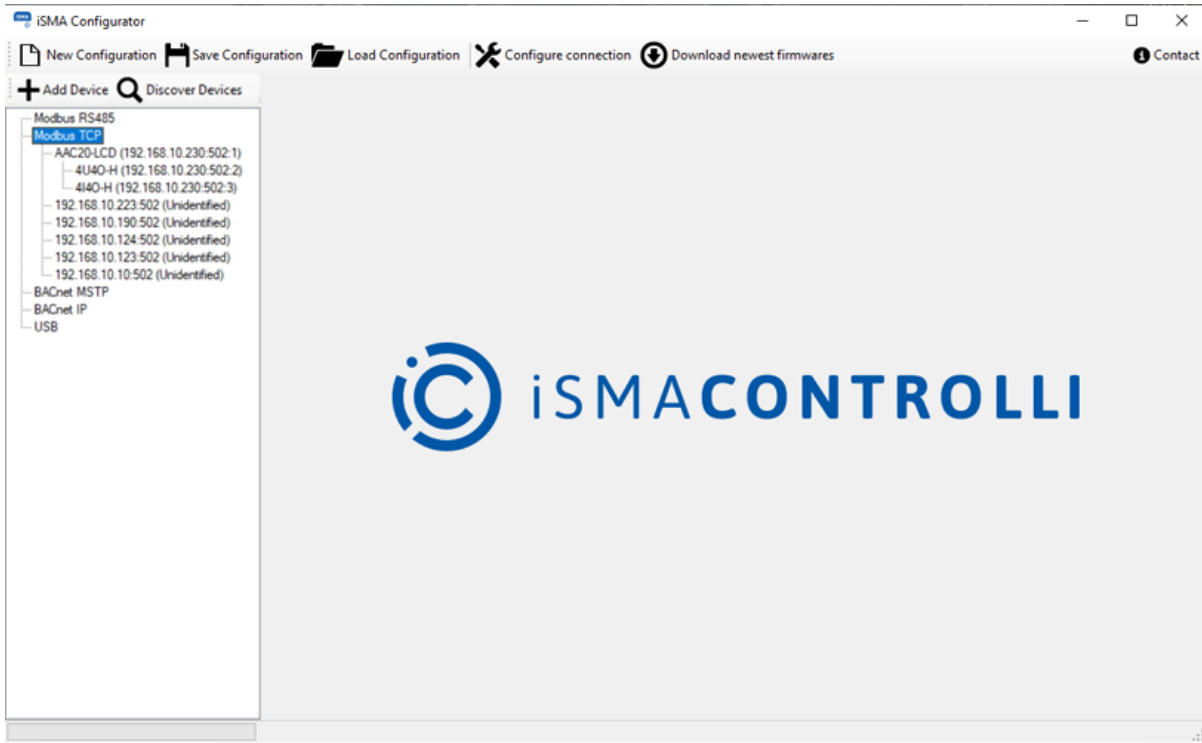 iSMA Configurator
New Configuration Save Configuration Load Configuration Configure connection Download newest firmwares Contact
Add Device Discover Devices
Modbus RS485
Modbus TCP
AAC20-LCD (192.168.10.230:502:1)
4U4O-H (192.168.10.230:502:2)
4I4O-H (192.168.10.230:502:3)
192.168.10.223:502 (Unidentified)
192.168.10.190:502 (Unidentified)
192.168.10.124:502 (Unidentified)
192.168.10.123:502 (Unidentified)
192.168.10.10:502 (Unidentified)
BACnet MSTP
BACnet IP
USB
iSMACONTROLLI